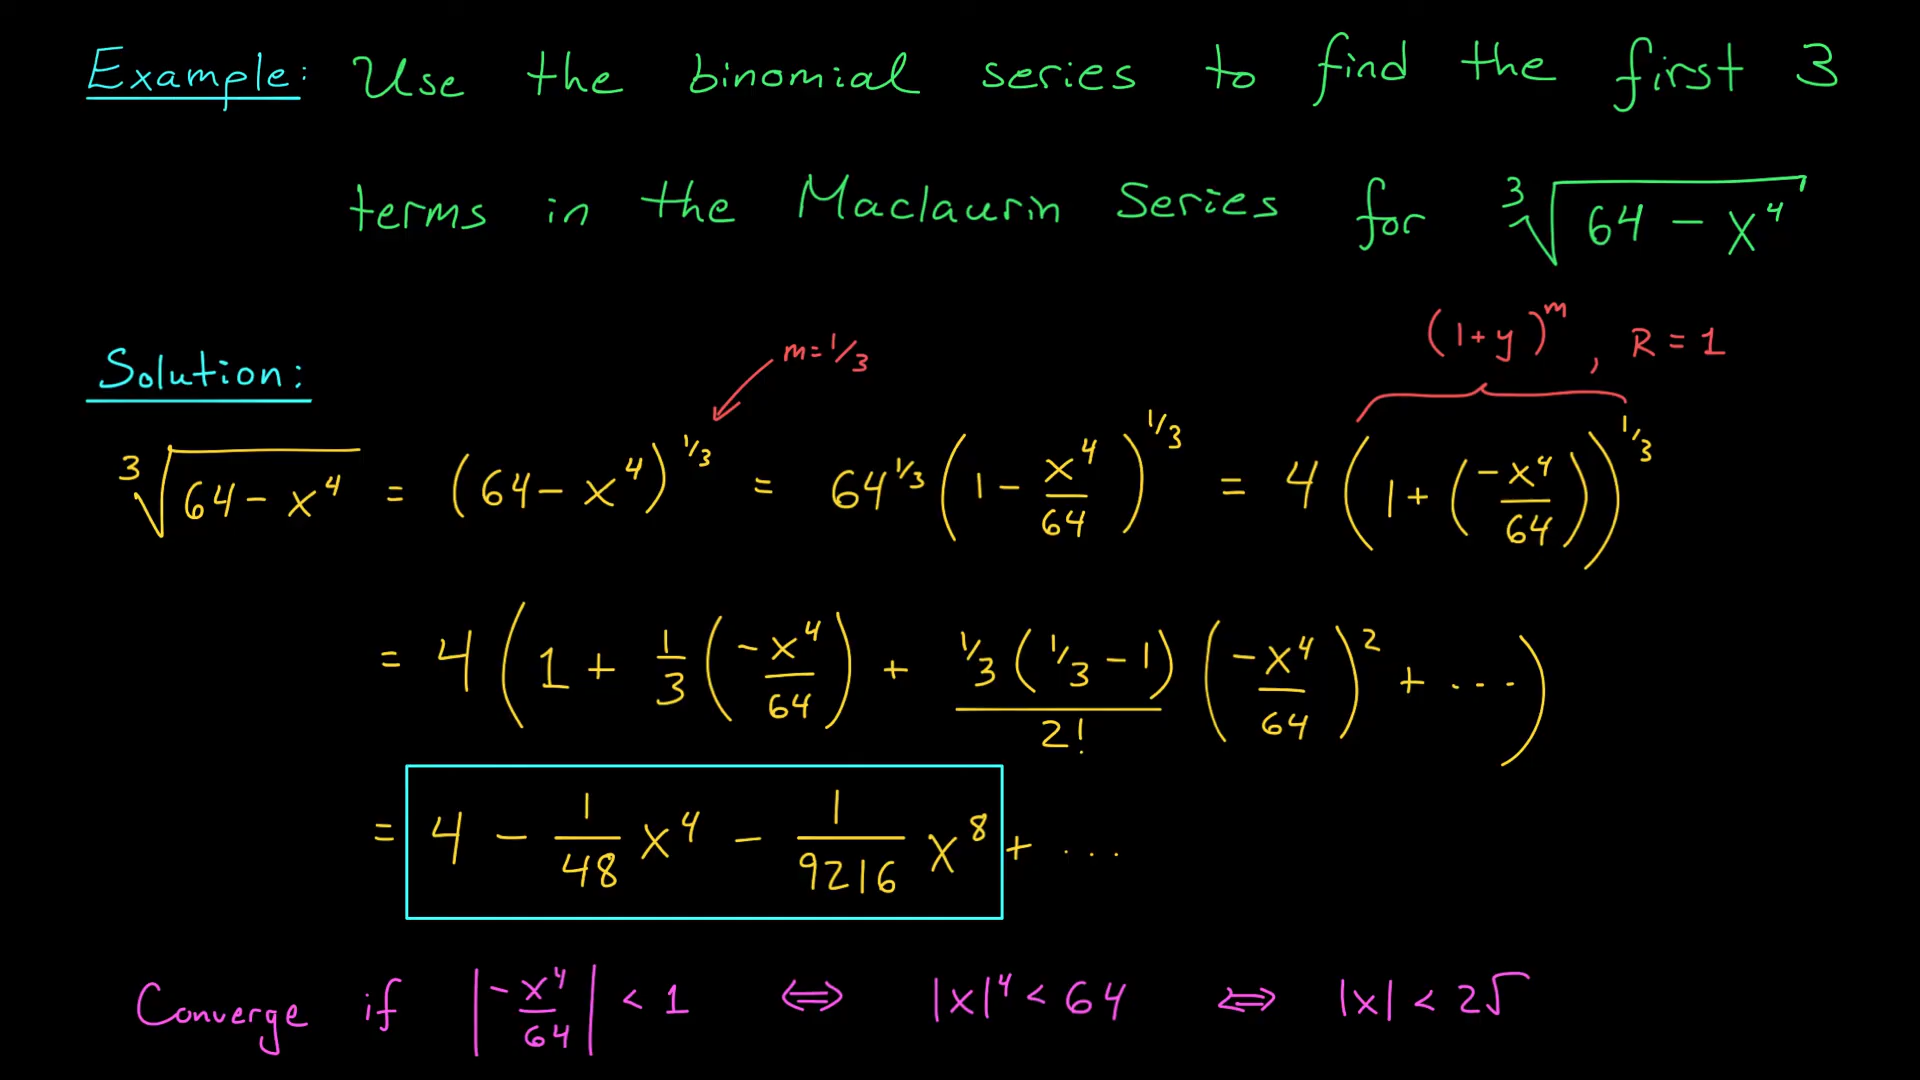 Example: Use the binomial series to find the first 3
terms in the Maclaurin Series for ∛(64 - x⁴)
(1+y)^m, R = 1
Solution: m = 1/3
∛(64 - x⁴) = (64 - x⁴)^(1/3) = 64^(1/3) (1 - x⁴/64)^(1/3) = 4 (1 + (-x⁴/64))^(1/3)
= 4 (1 + 1/3 (-x⁴/64) + (1/3 (1/3 - 1))/2! (-x⁴/64)² + ...)
= 4 - 1/48 x⁴ - 1/9216 x⁸ + ...
Converge if |-x⁴/64| < 1 ⇔ |x|⁴ < 64 ⇔ |x| < 2√